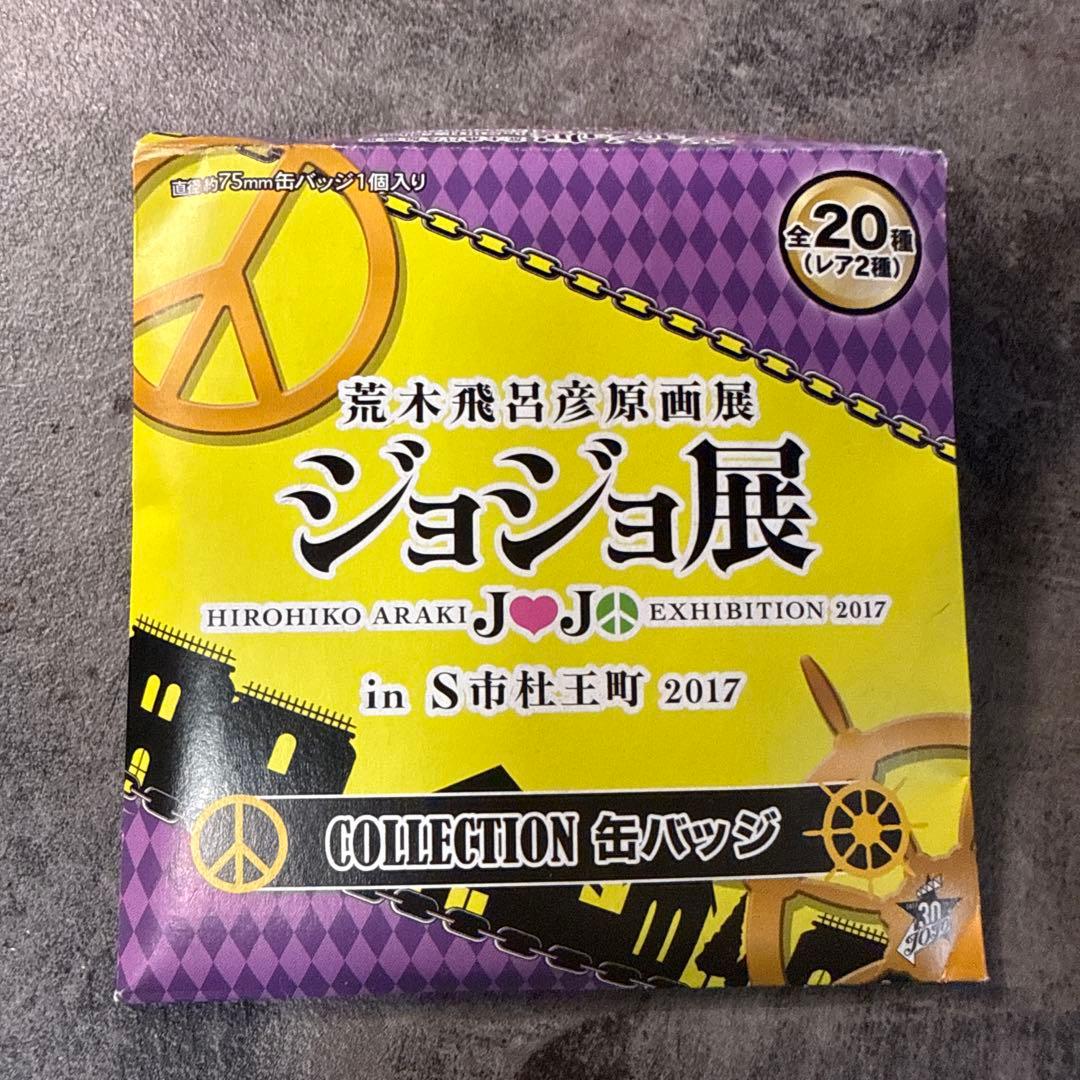 直径約75mm缶バッジ1個入り
全20種
(レア2種)
荒木飛呂彦原画展
ジョジョ展
HIROHIKO ARAKI JOJO EXHIBITION 2017
in S市杜王町 2017
COLLECTION 缶バッジ
30
JOJO